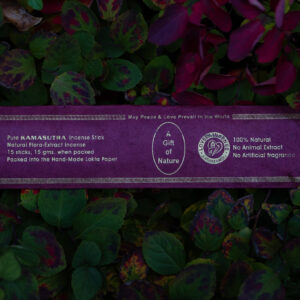 May Peace & Love Prevail in the World
Pure KAMASUTRA Incense Stick
Natural Flora-Extract Incense
15 sticks, 15 gms. when packed
Packed into the Hand-Made Lokta Paper
A
Gift
of
Nature
100% Natural
No Animal Extract
No Artificial fragrance